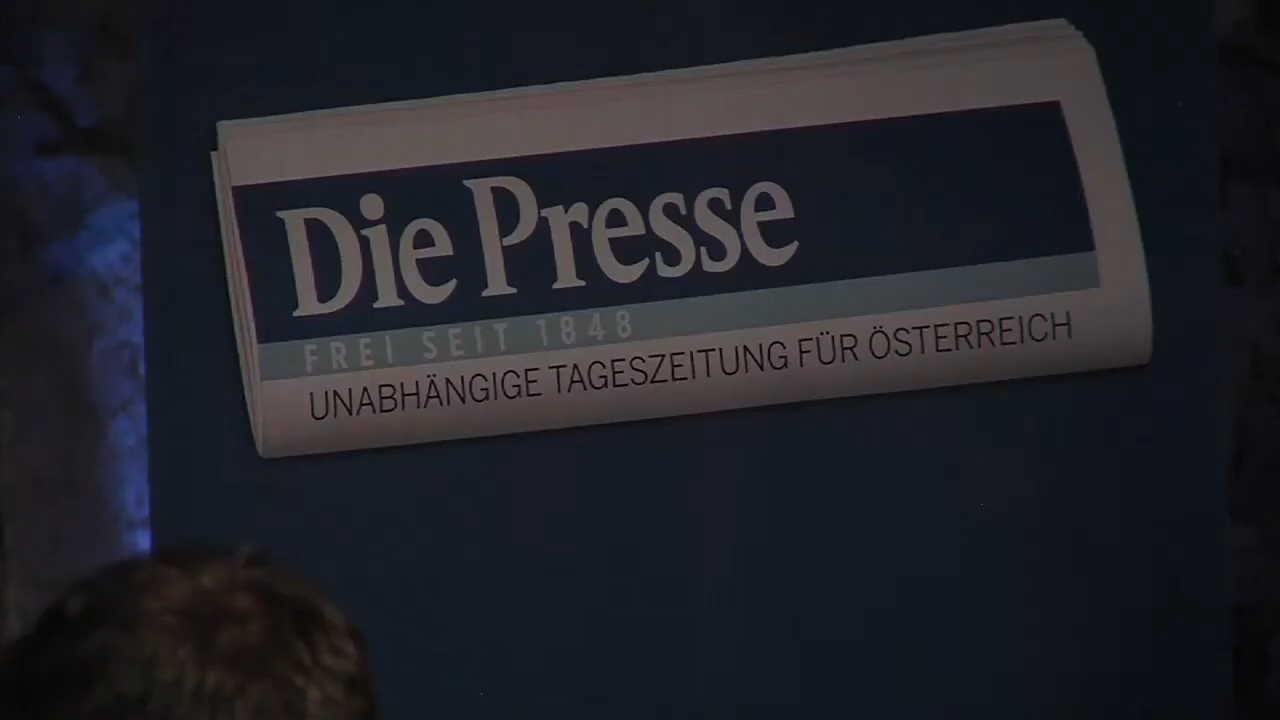 Die Presse
FREI SEIT 1848
UNABHÄNGIGE TAGESZEITUNG FÜR ÖSTERREICH